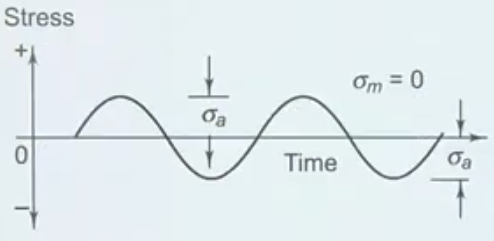 Stress
+
σm = 0
σa
0
Time
σa
–